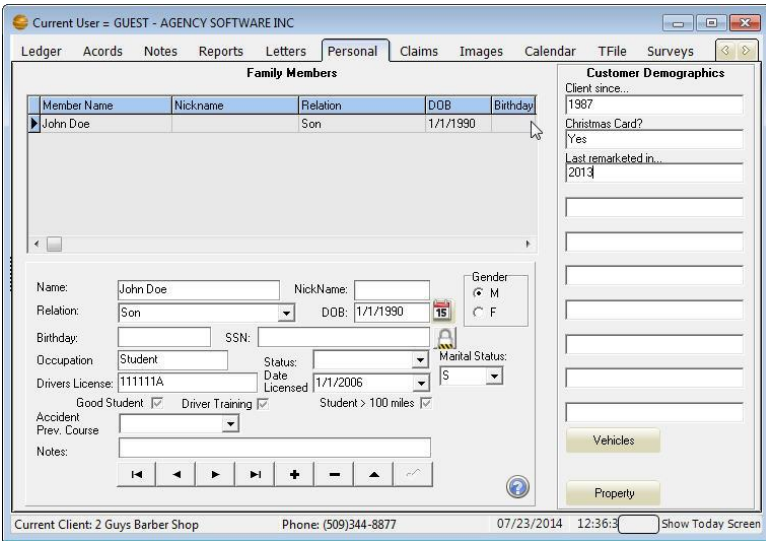 Current User = GUEST - AGENCY SOFTWARE INC
Ledger Acords Notes Reports Letters Personal Claims Images Calendar TFile Surveys
Family Members
Member Name Nickname Relation DOB Birthday
John Doe Son 1/1/1990
Name: John Doe NickName:
Gender
M
Relation: Son DOB: 1/1/1990 15 F
Birthday: SSN:
Occupation Student Status: Marital Status:
Drivers License: 111111A Date Licensed 1/1/2006 S
Good Student Driver Training Student > 100 miles
Accident
Prev. Course
Notes:
Customer Demographics
Client since...
1987
Christmas Card?
Yes
Last remarketed in...
2013
Vehicles
Property
Current Client: 2 Guys Barber Shop Phone: (509)344-8877 07/23/2014 12:36:3 Show Today Screen